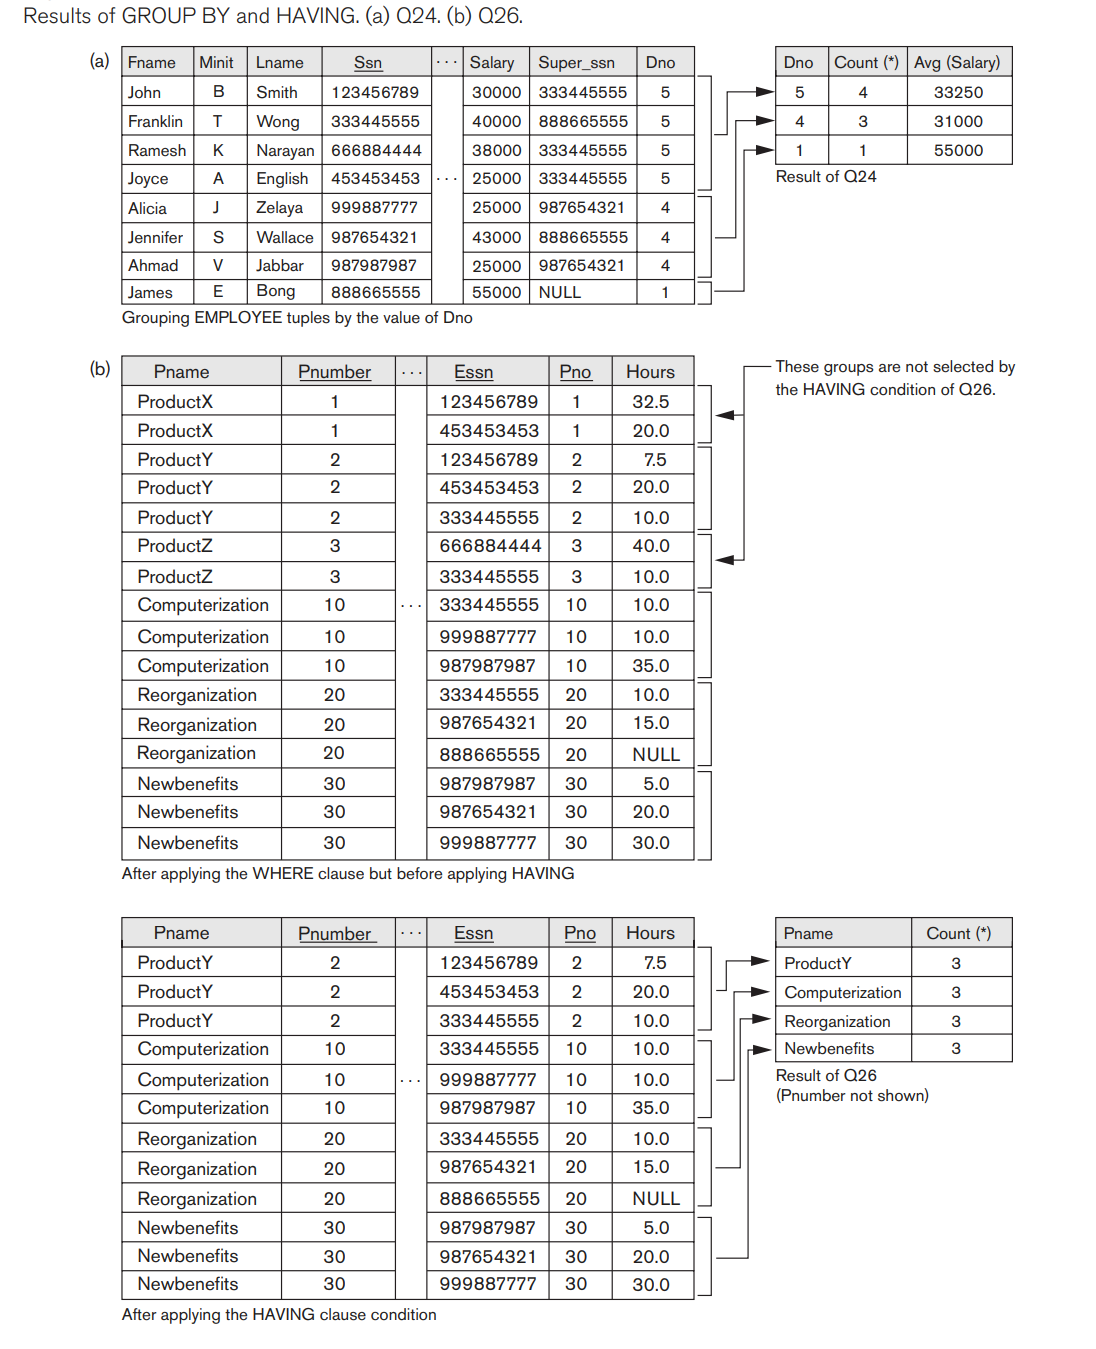 Results of GROUP BY and HAVING. (a) Q24. (b) Q26.
(a)
Fname Minit Lname Ssn ... Salary Super_ssn Dno
John B Smith 123456789 30000 333445555 5
Franklin T Wong 333445555 40000 888665555 5
Ramesh K Narayan 666884444 38000 333445555 5
Joyce A English 453453453 ... 25000 333445555 5
Alicia J Zelaya 999887777 25000 987654321 4
Jennifer S Wallace 987654321 43000 888665555 4
Ahmad V Jabbar 987987987 25000 987654321 4
James E Bong 888665555 55000 NULL 1
Grouping EMPLOYEE tuples by the value of Dno
Dno Count (*) Avg (Salary)
5 4 33250
4 3 31000
1 1 55000
Result of Q24
(b)
Pname Pnumber ... Essn Pno Hours
ProductX 1 123456789 1 32.5
ProductX 1 453453453 1 20.0
ProductY 2 123456789 2 7.5
ProductY 2 453453453 2 20.0
ProductY 2 333445555 2 10.0
ProductZ 3 666884444 3 40.0
ProductZ 3 333445555 3 10.0
Computerization 10 ... 333445555 10 10.0
Computerization 10 999887777 10 10.0
Computerization 10 987987987 10 35.0
Reorganization 20 333445555 20 10.0
Reorganization 20 987654321 20 15.0
Reorganization 20 888665555 20 NULL
Newbenefits 30 987987987 30 5.0
Newbenefits 30 987654321 30 20.0
Newbenefits 30 999887777 30 30.0
After applying the WHERE clause but before applying HAVING
These groups are not selected by
the HAVING condition of Q26.
Pname Pnumber ... Essn Pno Hours
ProductY 2 123456789 2 7.5
ProductY 2 453453453 2 20.0
ProductY 2 333445555 2 10.0
Computerization 10 333445555 10 10.0
Computerization 10 ... 999887777 10 10.0
Computerization 10 987987987 10 35.0
Reorganization 20 333445555 20 10.0
Reorganization 20 987654321 20 15.0
Reorganization 20 888665555 20 NULL
Newbenefits 30 987987987 30 5.0
Newbenefits 30 987654321 30 20.0
Newbenefits 30 999887777 30 30.0
After applying the HAVING clause condition
Pname Count (*)
ProductY 3
Computerization 3
Reorganization 3
Newbenefits 3
Result of Q26
(Pnumber not shown)